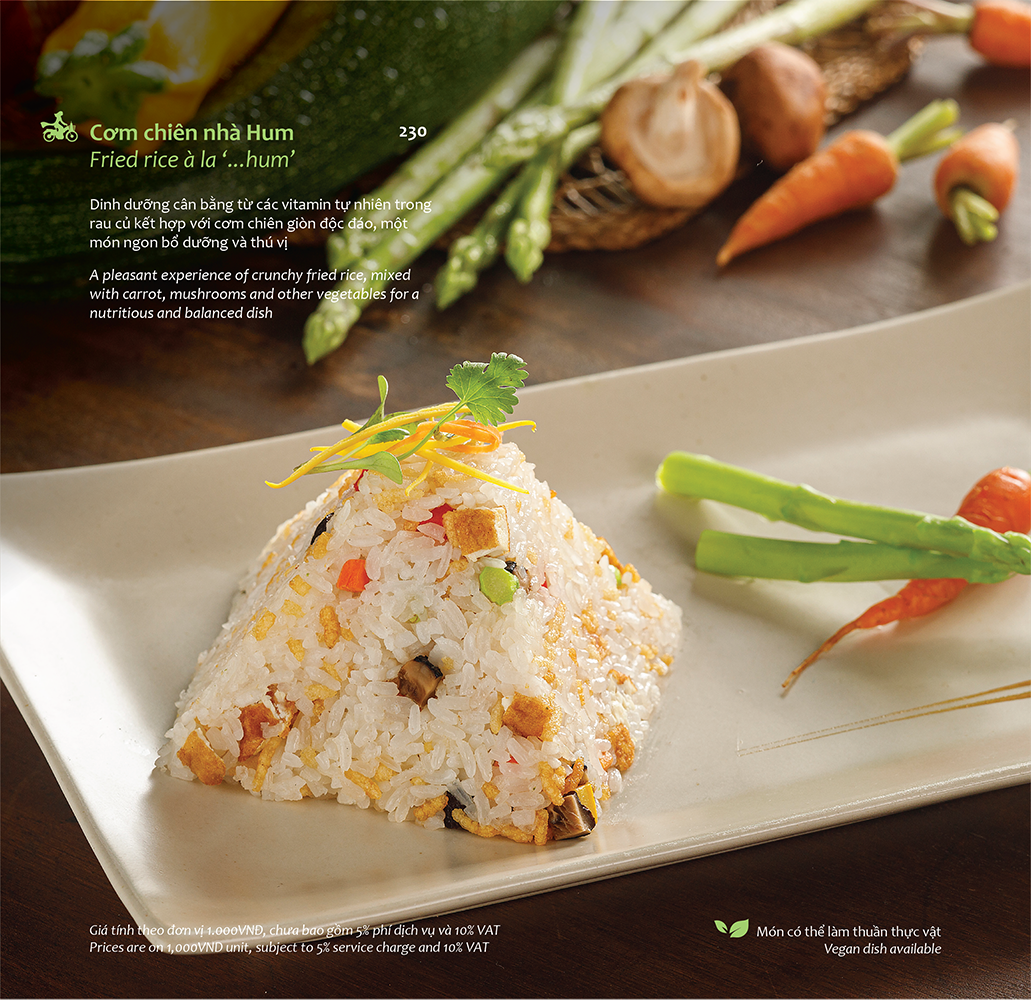 Cơm chiên nhà Hum 230
Fried rice à la ‘...hum’
Dinh dưỡng cân bằng từ các vitamin tự nhiên trong
rau củ kết hợp với cơm chiên giòn độc đáo, một
món ngon bổ dưỡng và thú vị
A pleasant experience of crunchy fried rice, mixed
with carrot, mushrooms and other vegetables for a
nutritious and balanced dish
Giá tính theo đơn vị 1.000VNĐ, chưa bao gồm 5% phí dịch vụ và 10% VAT
Prices are on 1,000VND unit, subject to 5% service charge and 10% VAT
Món có thể làm thuần thực vật
Vegan dish available